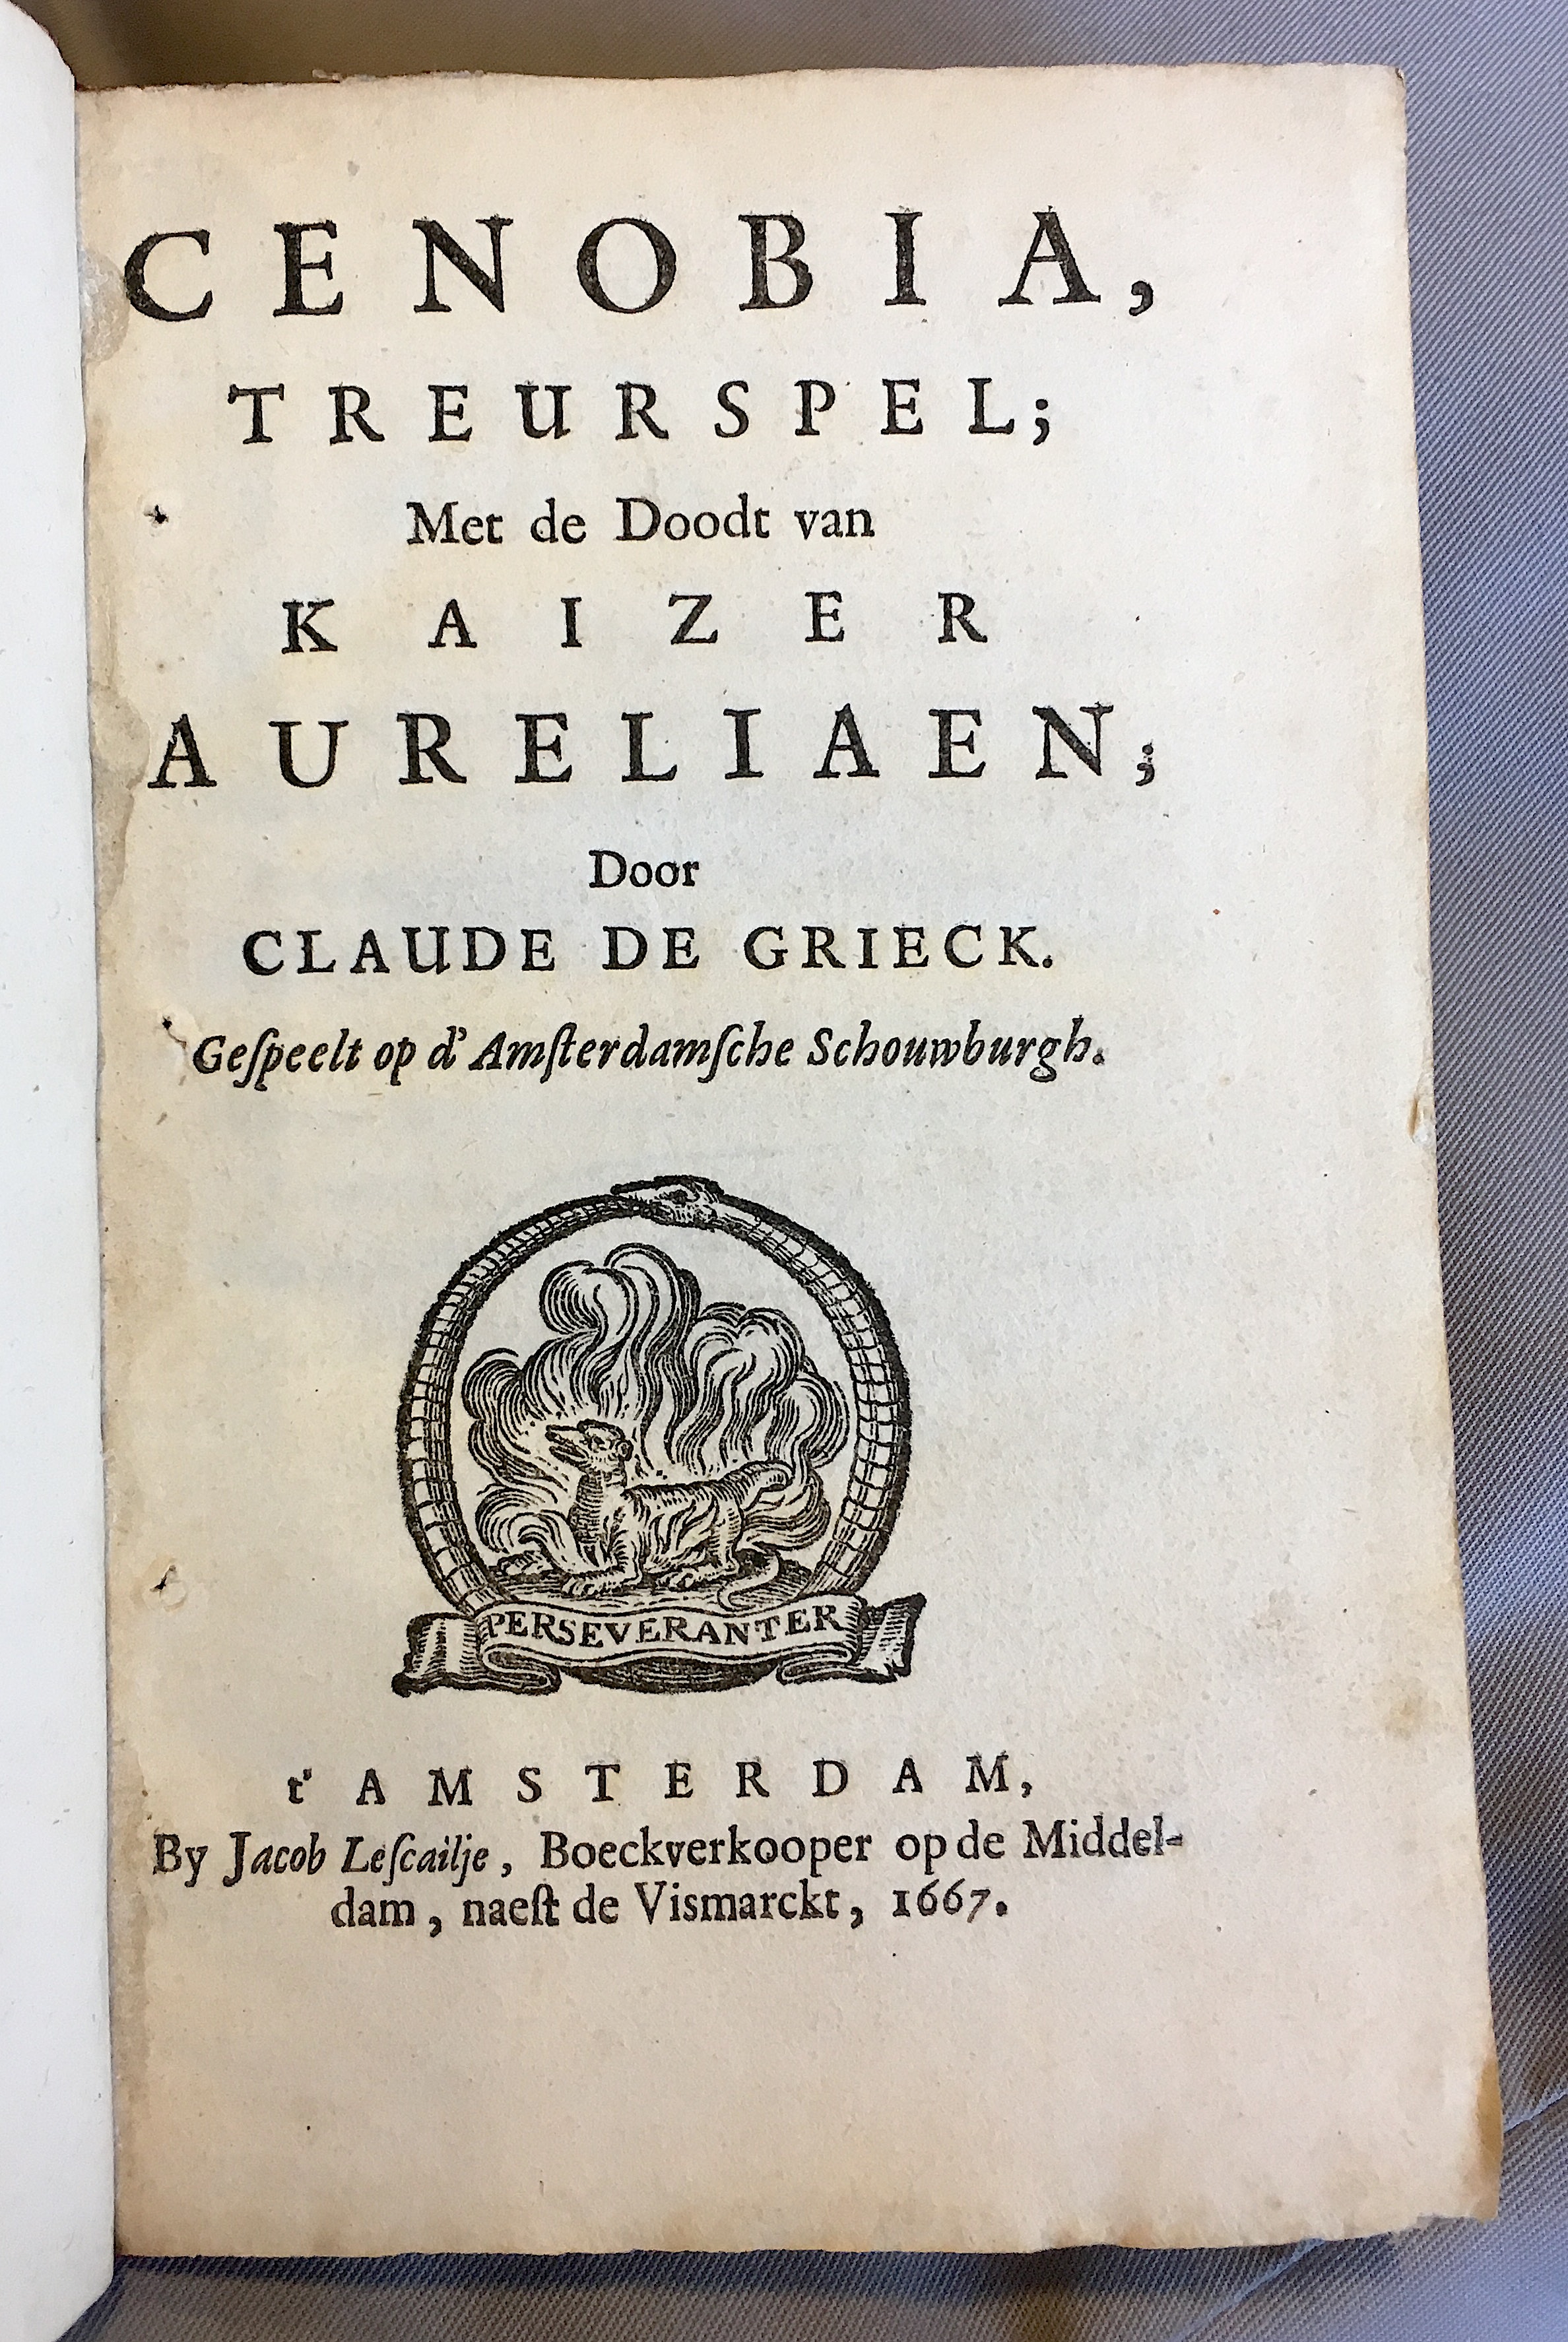 CENOBIA,
TREURSPEL;
Met de Doodt van
KAIZER
AURELIAEN;
Door
CLAUDE DE GRIECK.
Geſpeelt op d' Amſterdamſche Schouwburgh.
PERSEVERANTER
t' AMSTERDAM,
By Jacob Leſcailje, Boeckverkooper op de Middel-
dam, naeſt de Vismarckt, 1667.